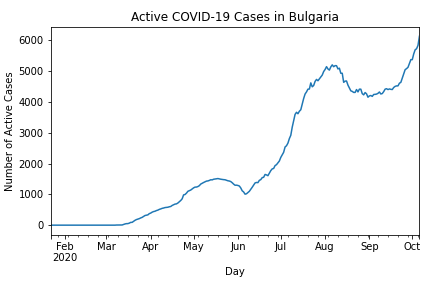 Active COVID-19 Cases in Bulgaria
Number of Active Cases
6000
5000
4000
3000
2000
1000
0
Feb Mar Apr May Jun Jul Aug Sep Oct
2020
Day